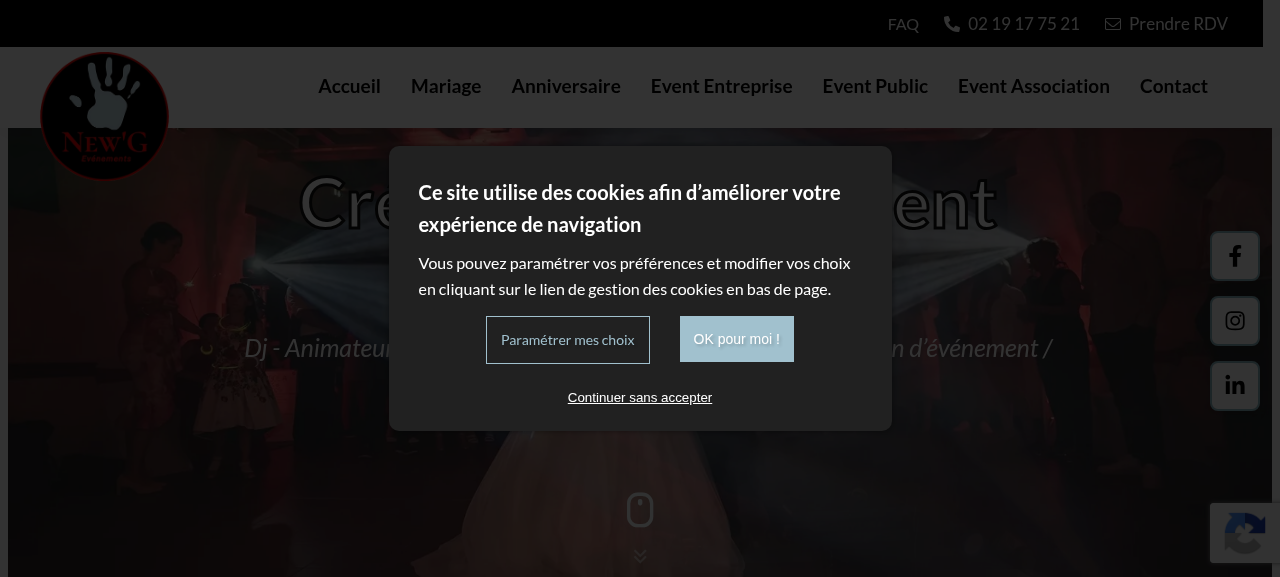 FAQ 02 19 17 75 21 Prendre RDV
NEW'G
Evénements
Accueil Mariage Anniversaire Event Entreprise Event Public Event Association Contact
Ce site utilise des cookies afin d’améliorer votre
expérience de navigation
Vous pouvez paramétrer vos préférences et modifier vos choix
en cliquant sur le lien de gestion des cookies en bas de page.
Paramétrer mes choix OK pour moi !
Continuer sans accepter
Dj - n d’événement /